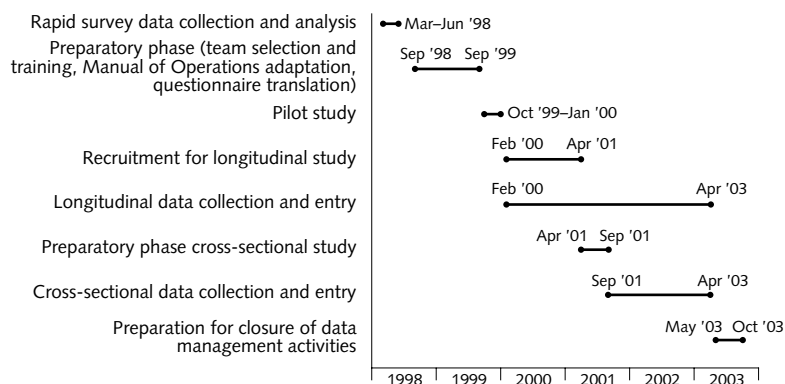 Rapid survey data collection and analysis
Mar–Jun ’98
Preparatory phase (team selection and
training, Manual of Operations adaptation,
questionnaire translation)
Sep ’98 Sep ’99
Pilot study
Oct ’99–Jan ’00
Recruitment for longitudinal study
Feb ’00 Apr ’01
Longitudinal data collection and entry
Feb ’00 Apr ’03
Preparatory phase cross-sectional study
Apr ’01 Sep ’01
Cross-sectional data collection and entry
Sep ’01 Apr ’03
Preparation for closure of data
management activities
May ’03 Oct ’03
1998 1999 2000 2001 2002 2003